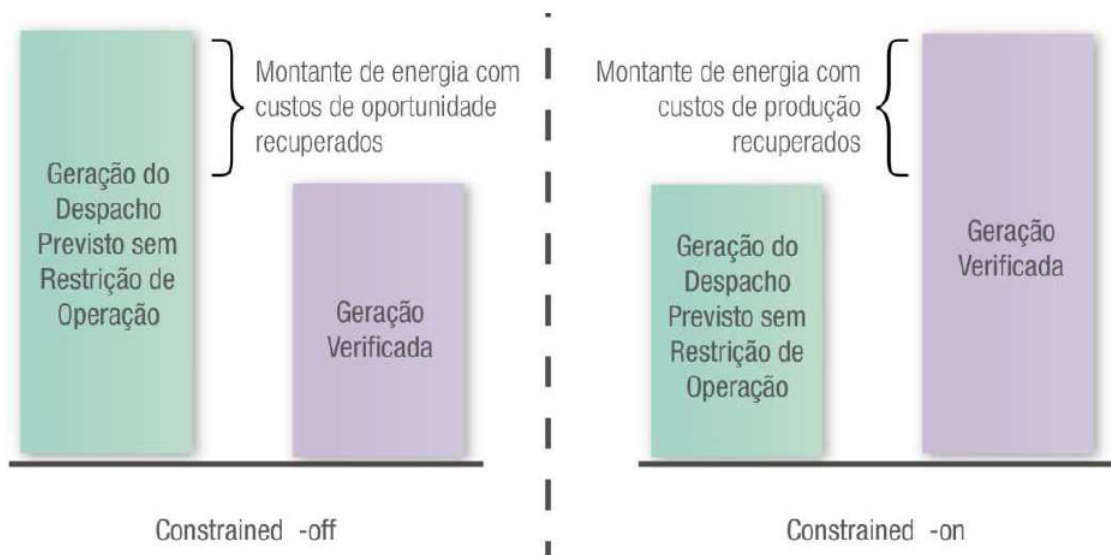 Geração do
Despacho
Previsto sem
Restrição de
Operação
Montante de energia com
custos de oportunidade
recuperados
Geração
Verificada
Constrained -off
Montante de energia com
custos de produção
recuperados
Geração do
Despacho
Previsto sem
Restrição de
Operação
Geração
Verificada
Constrained -on